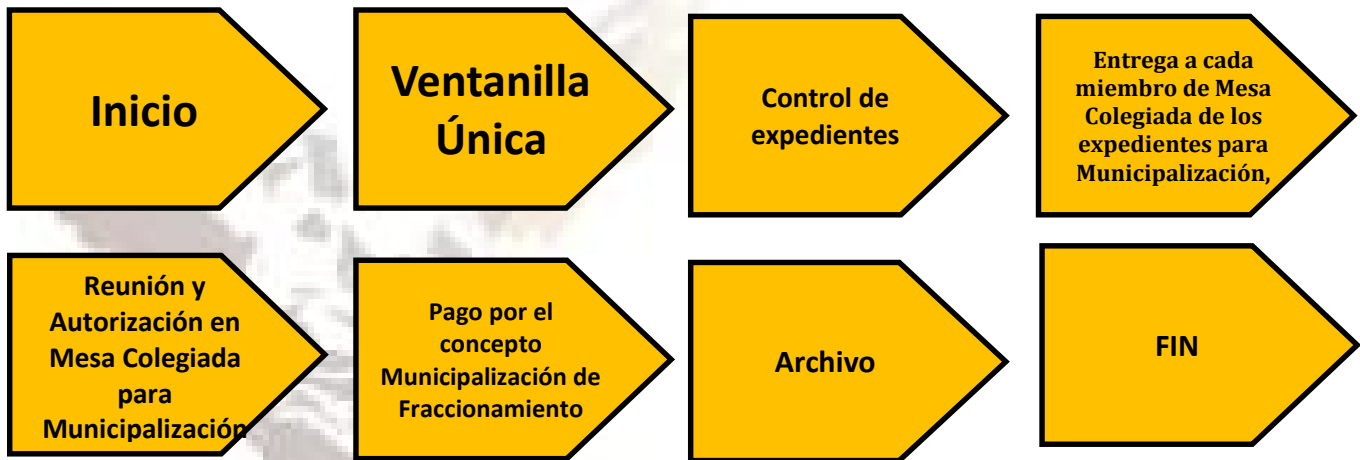 Inicio
Ventanilla
Única
Control de
expedientes
Entrega a cada
miembro de Mesa
Colegiada de los
expedientes para
Municipalización,
Reunión y
Autorización en
Mesa Colegiada
para
Municipalización
Pago por el
concepto
Municipalización de
Fraccionamiento
Archivo
FIN